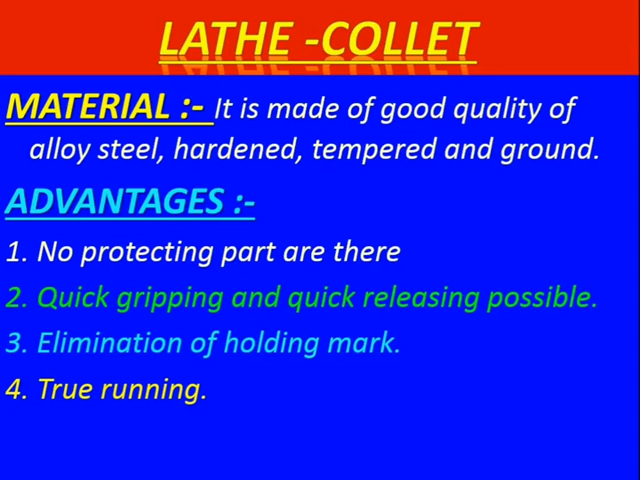 LATHE -COLLET
MATERIAL :- It is made of good quality of
alloy steel, hardened, tempered and ground.
ADVANTAGES :-
1. No protecting part are there
2. Quick gripping and quick releasing possible.
3. Elimination of holding mark.
4. True running.